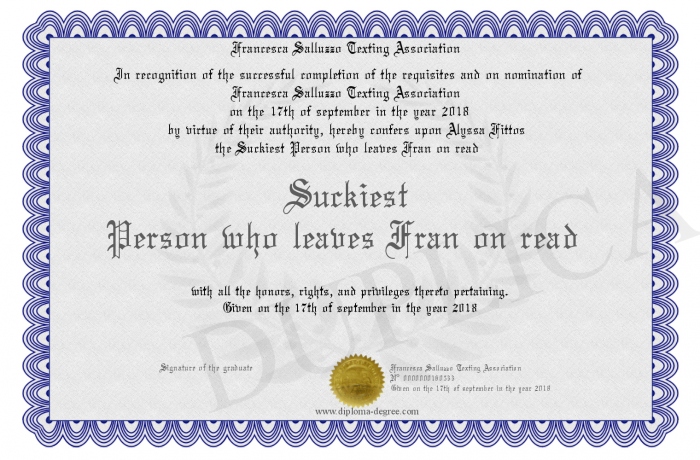 Francesca Salluzzo Texting Association
In recognition of the successful completion of the requisites and on nomination of
Francesca Salluzzo Texting Association
on the 17th of september in the year 2018
by virtue of their authority, hereby confers upon Alyssa Fittos
the Suckiest Person who leaves Fran on read
Suckiest
Person who leaves Fran on read
DUPLICA
with all the honors, rights, and privileges thereto pertaining.
Given on the 17th of september in the year 2018
Signature of the graduate
Francesca Salluzzo Texting Association
Given on the 17th of september in the year 2018
www.diploma-degree.com